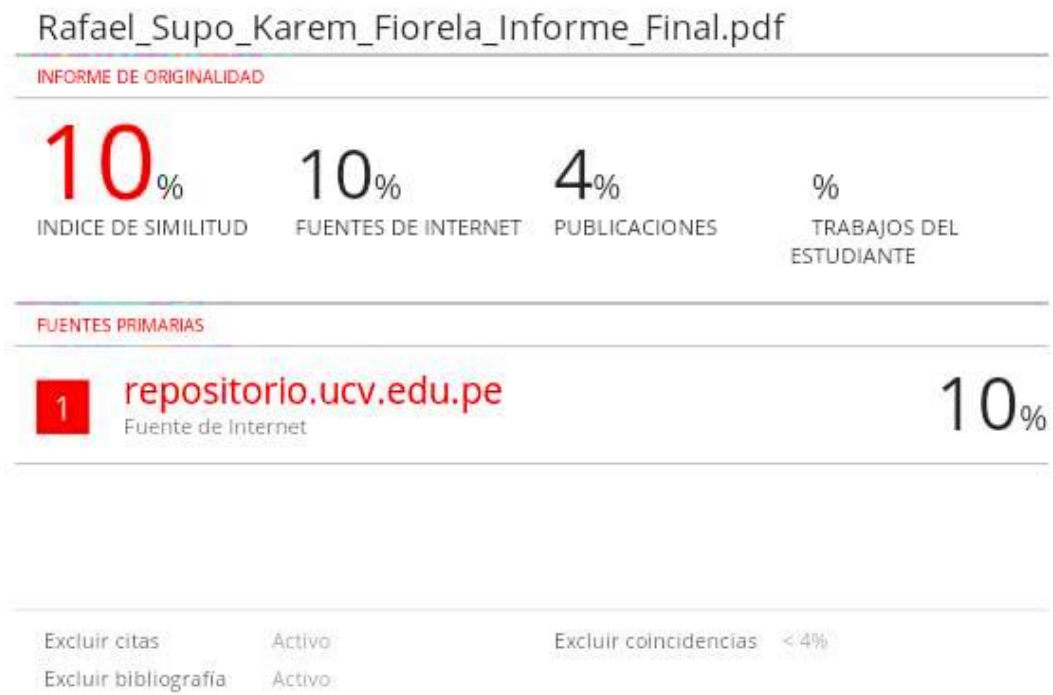 Rafael_Supo_Karem_Fiorela_Informe_Final.pdf
INFORME DE ORIGINALIDAD
10% 10% 4% %
INDICE DE SIMILITUD FUENTES DE INTERNET PUBLICACIONES TRABAJOS DEL
ESTUDIANTE
FUENTES PRIMARIAS
1 repositorio.ucv.edu.pe 10%
Fuente de Internet
Excluir citas Activo Excluir coincidencias < 4%
Excluir bibliografía Activo